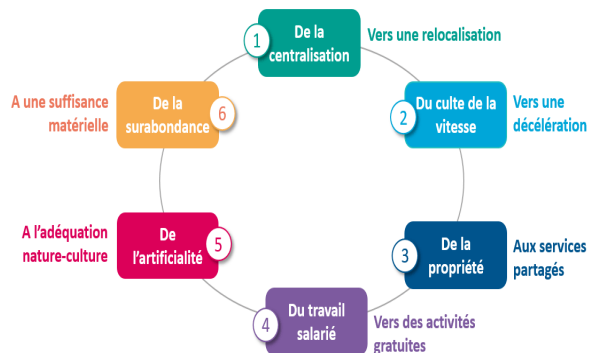 1
De la
centralisation
Vers une relocalisation
2
Du culte de la
vitesse
Vers une
décélération
3
De la
propriété
Aux services
partagés
4
Du travail
salarié
Vers des activités
gratuites
5
De
l'artificialité
A l'adéquation
nature-culture
6
De la
surabondance
A une suffisance
matérielle